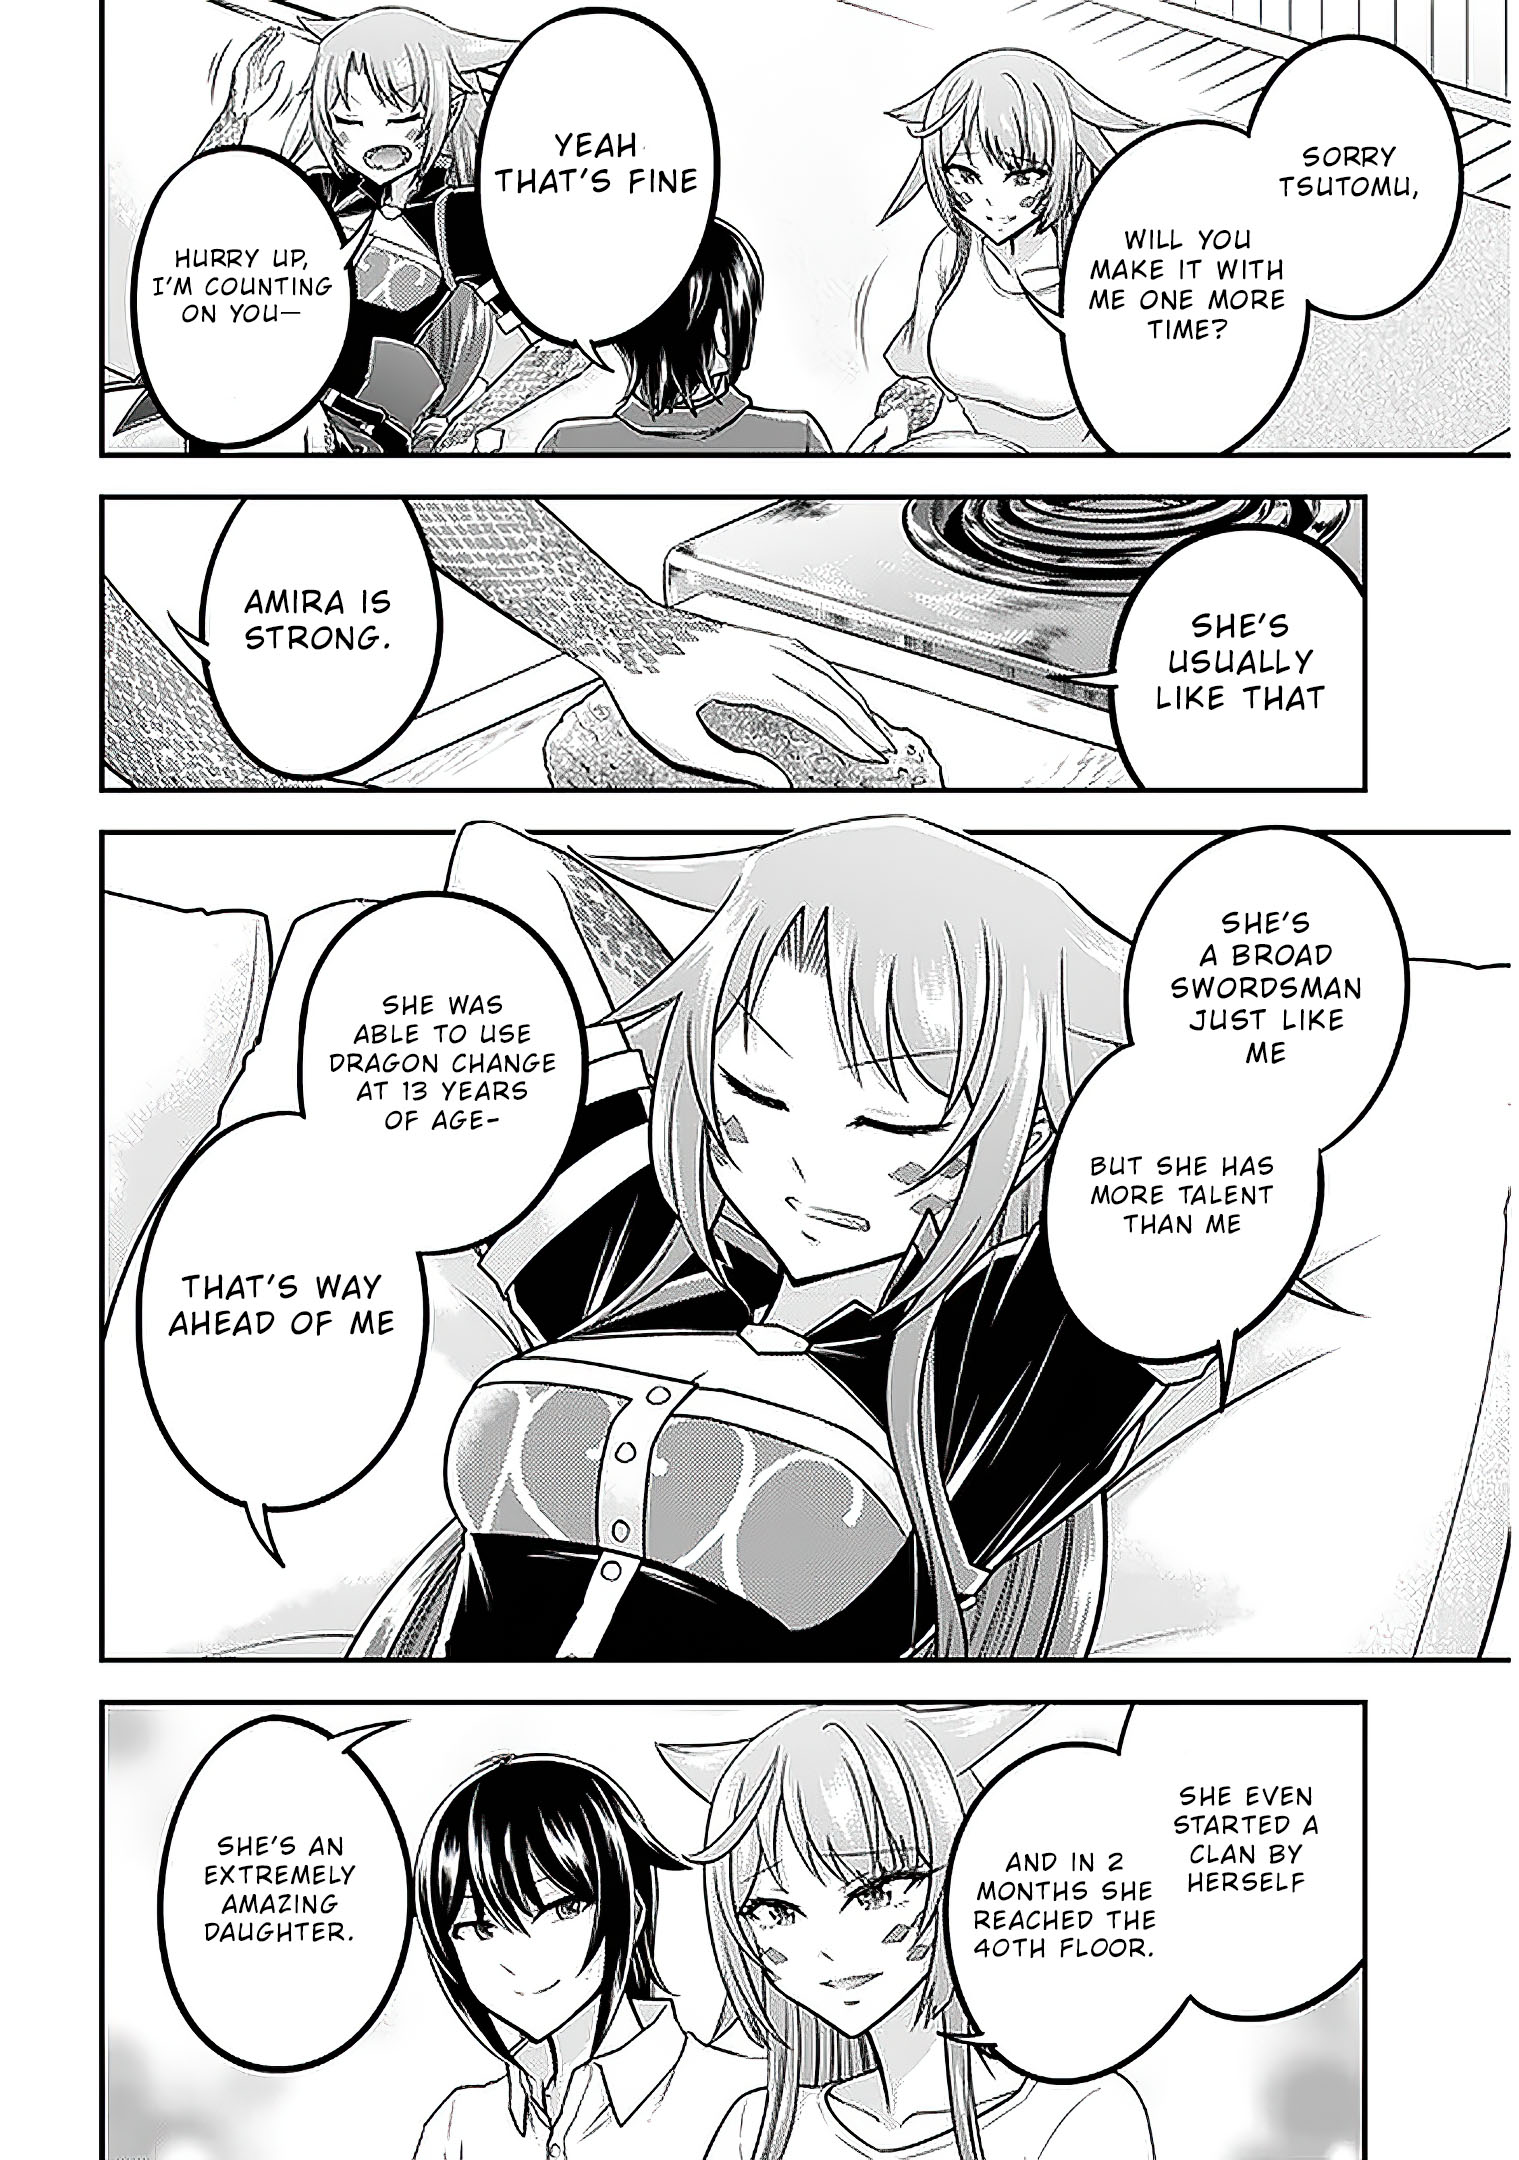 SORRY
TSUTOMU,
WILL YOU
MAKE IT WITH
ME ONE MORE
TIME?
YEAH
THAT'S FINE
HURRY UP,
I'M COUNTING
ON YOU—
SHE'S
USUALLY
LIKE THAT
AMIRA IS
STRONG.
SHE'S
A BROAD
SWORDSMAN
JUST LIKE
ME
BUT SHE HAS
MORE TALENT
THAN ME
SHE WAS
ABLE TO USE
DRAGON CHANGE
AT 13 YEARS
OF AGE-
THAT'S WAY
AHEAD OF ME
SHE EVEN
STARTED A
CLAN BY
HERSELF
AND IN 2
MONTHS SHE
REACHED THE
40TH FLOOR.
SHE'S AN
EXTREMELY
AMAZING
DAUGHTER.